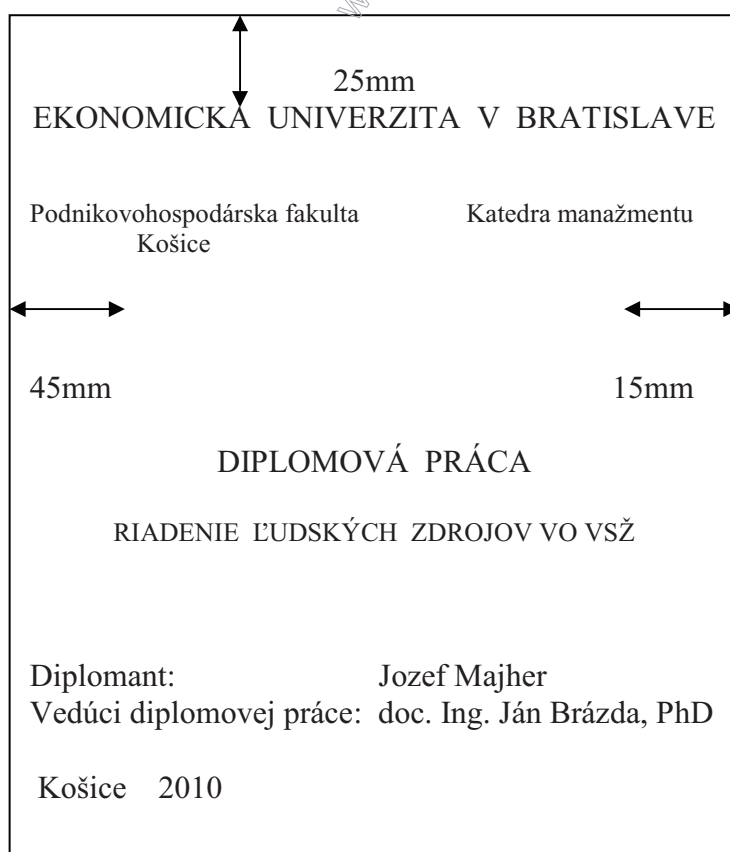 25mm
EKONOMICKÁ UNIVERZITA V BRATISLAVE
Podnikovohospodárska fakulta Katedra manažmentu
Košice
45mm 15mm
DIPLOMOVÁ PRÁCA
RIADENIE ĽUDSKÝCH ZDROJOV VO VSŽ
Diplomant: Jozef Majher
Vedúci diplomovej práce: doc. Ing. Ján Brázda, PhD
Košice 2010